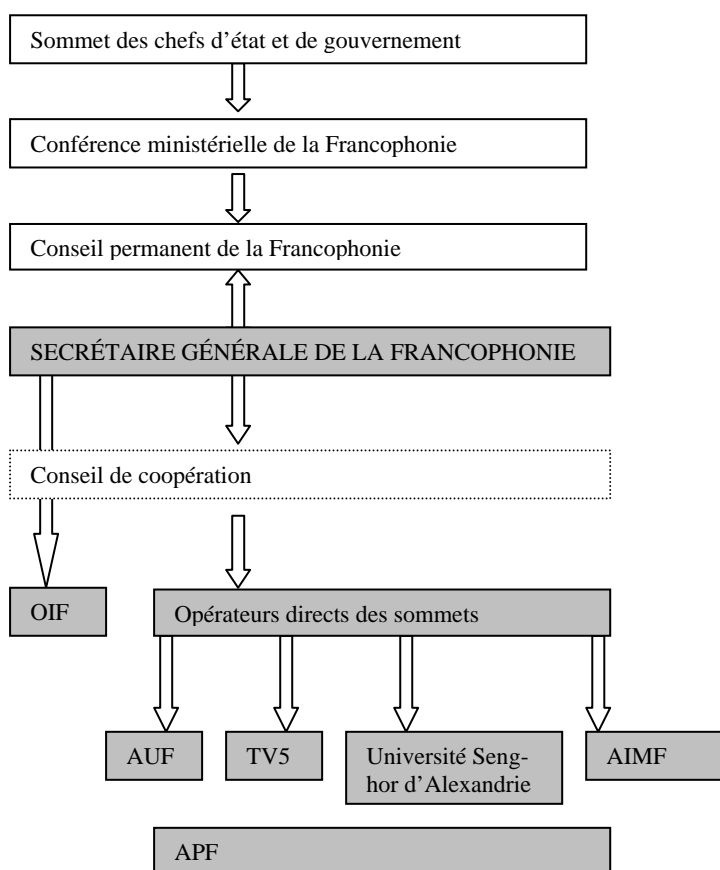 Sommet des chefs d’état et de gouvernement
Conférence ministérielle de la Francophonie
Conseil permanent de la Francophonie
SECRÉTAIRE GÉNÉRALE DE LA FRANCOPHONIE
Conseil de coopération
OIF
Opérateurs directs des sommets
AUF
TV5
Université Seng-
hor d’Alexandrie
AIMF
APF